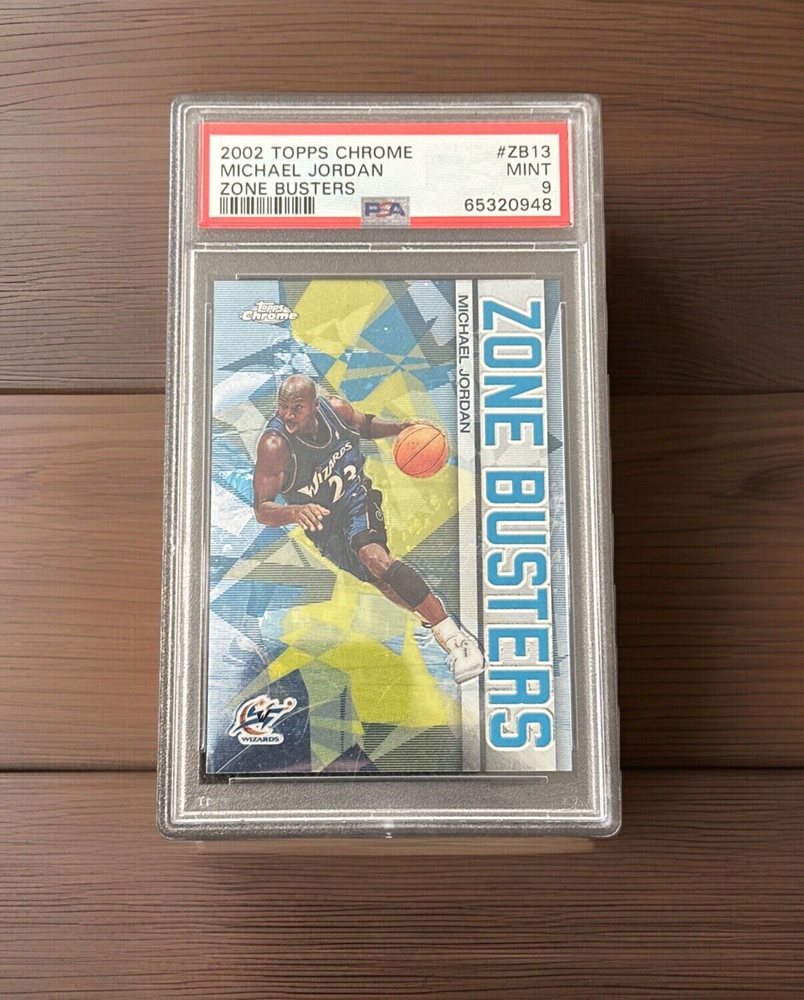 2002 TOPPS CHROME #ZB13
MICHAEL JORDAN MINT
ZONE BUSTERS 9
PSA 65320948
Topps
Chrome
MICHAEL JORDAN
ZONE BUSTERS
WIZARDS
23
WIZARDS